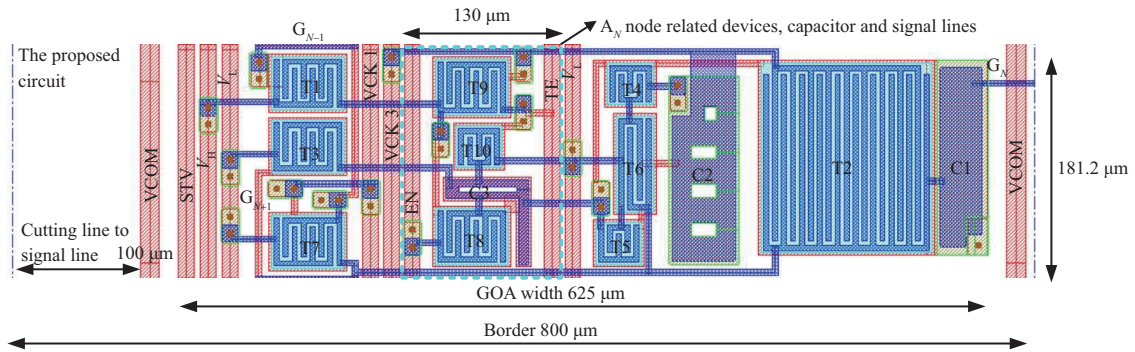 130 μm
G_{N−1}
A_N node related devices, capacitor and signal lines
The proposed
circuit
V_L
VCK 1
TE
V_L
G_N
T1
T9
T4
VCOM
STV
V_H
T3
VCK 3
T10
T6
C2
T2
C1
VCOM
181.2 μm
G_{N+1}
C3
EN
T7
T8
T5
Cutting line to
signal line
100 μm
GOA width 625 μm
Border 800 μm